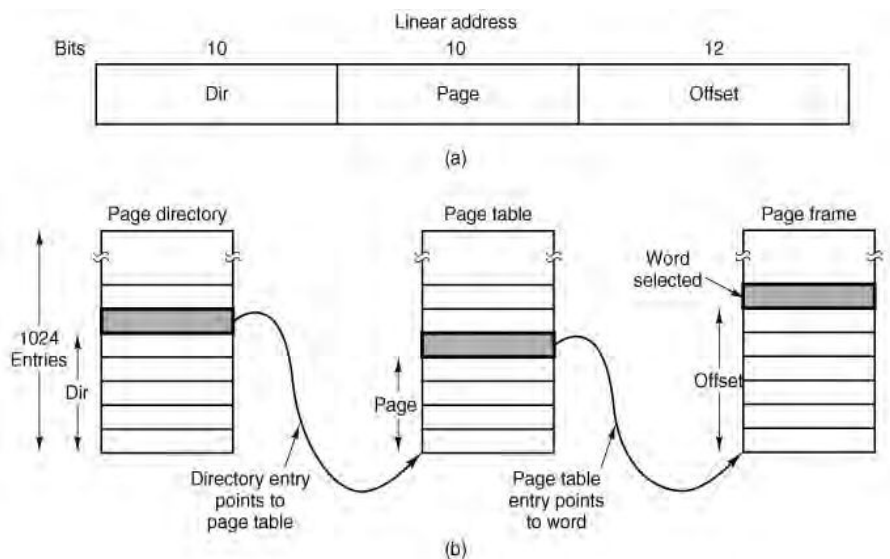 Linear address
Bits 10 10 12
Dir Page Offset
(a)
Page directory Page table Page frame
Word
selected
1024
Entries
Dir
Page
Offset
Directory entry
points to
page table
Page table
entry points
to word
(b)